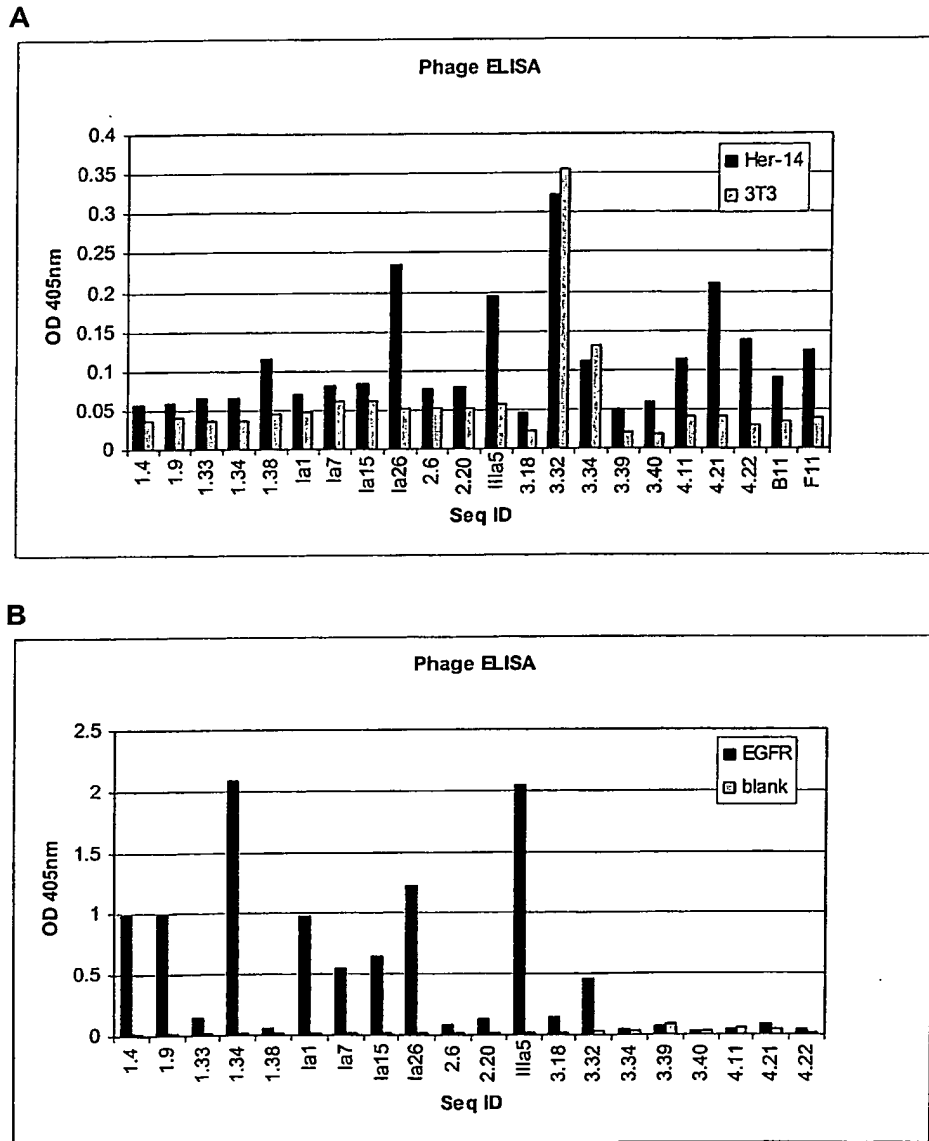 A
Phage ELISA
0.4
0.35
0.3
0.25
0.2
0.15
0.1
0.05
0
OD 405nm
Her-14
3T3
1.4
1.9
1.33
1.34
1.38
Ia1
Ia7
Ia15
Ia26
2.6
2.20
IIIa5
3.18
3.32
3.34
3.39
3.40
4.11
4.21
4.22
B11
F11
Seq ID
B
Phage ELISA
2.5
2
1.5
1
0.5
0
OD 405nm
EGFR
blank
1.4
1.9
1.33
1.34
1.38
Ia1
Ia7
Ia15
Ia26
2.6
2.20
IIIa5
3.18
3.32
3.34
3.39
3.40
4.11
4.21
4.22
Seq ID